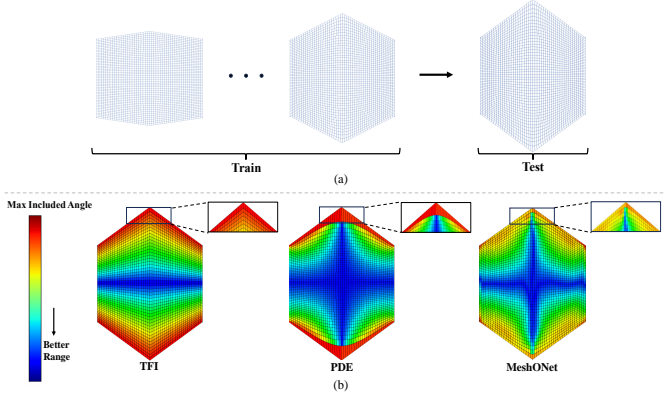 Train
Test
(a)
Max Included Angle
Better
Range
TFI
PDE
MeshONet
(b)